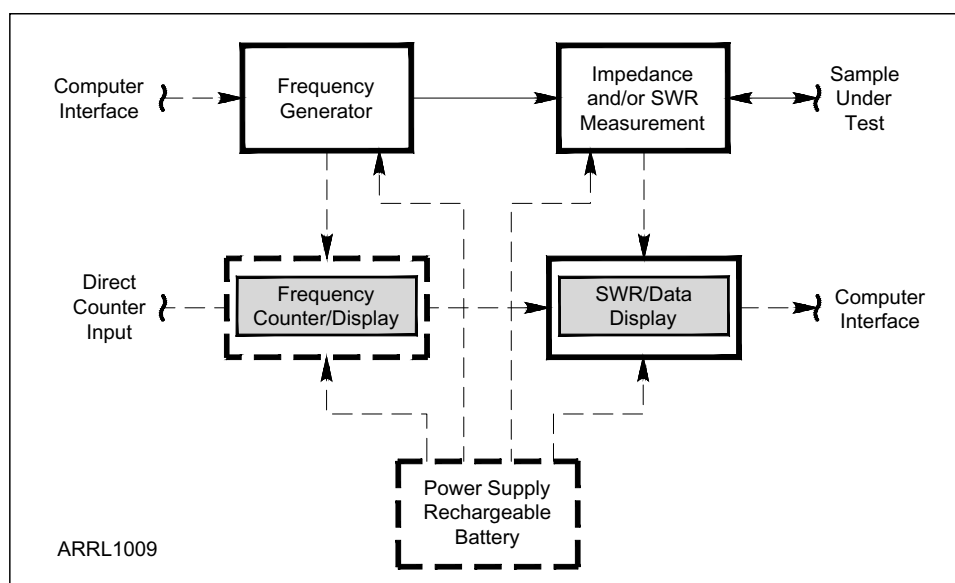 Computer
Interface
Frequency
Generator
Impedance
and/or SWR
Measurement
Sample
Under
Test
Direct
Counter
Input
Frequency
Counter/Display
SWR/Data
Display
Computer
Interface
Power Supply
Rechargeable
Battery
ARRL1009